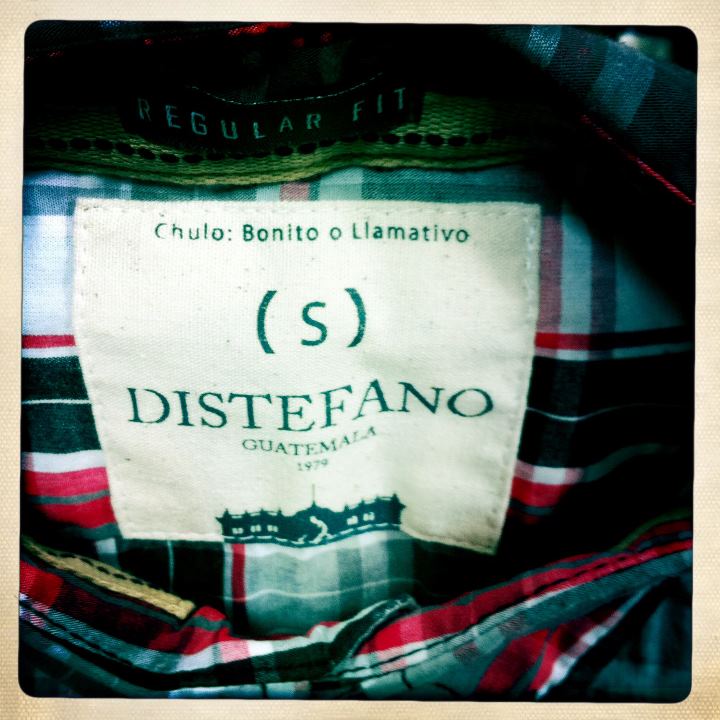 REGULAR FIT
Chulo: Bonito o Llamativo
(S)
DISTEFANO
GUATEMALA
1979